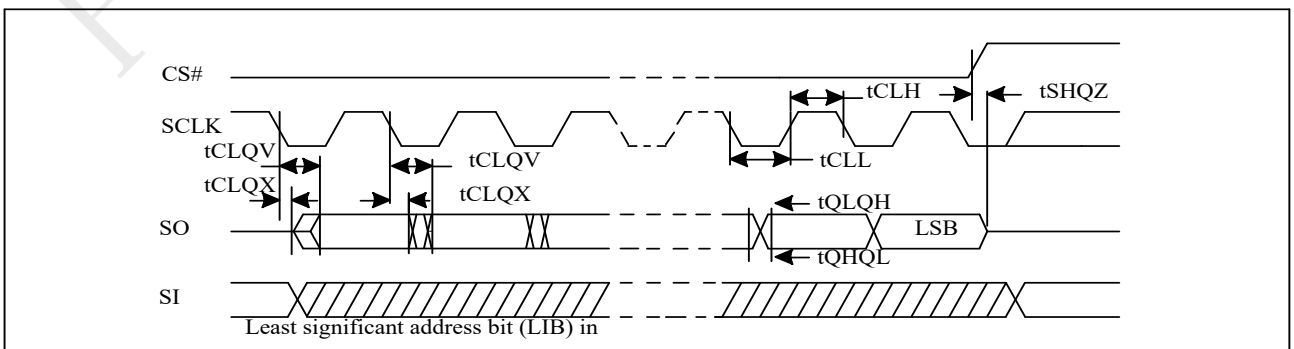 CS#
tCLH
tSHQZ
SCLK
tCLQV
tCLQV
tCLL
tCLQX
tCLQX
tQLQH
SO
LSB
tQHQL
SI
Least significant address bit (LIB) in